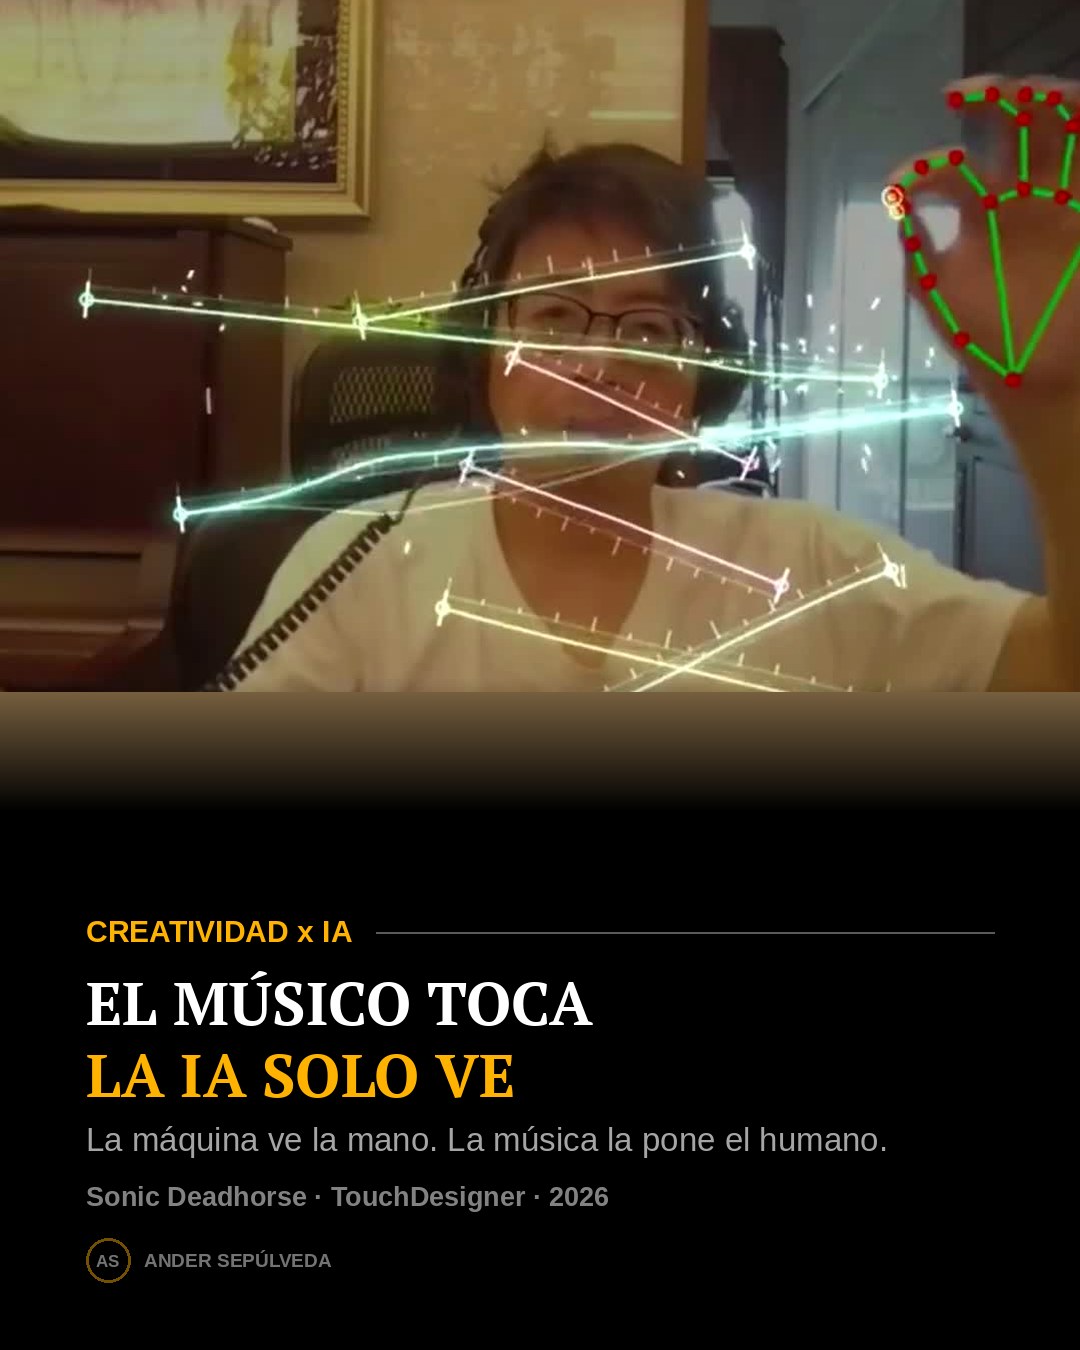 CREATIVIDAD x IA
EL MÚSICO TOCA
LA IA SOLO VE
La máquina ve la mano. La música la pone el humano.
Sonic Deadhorse · TouchDesigner · 2026
AS ANDER SEPÚLVEDA